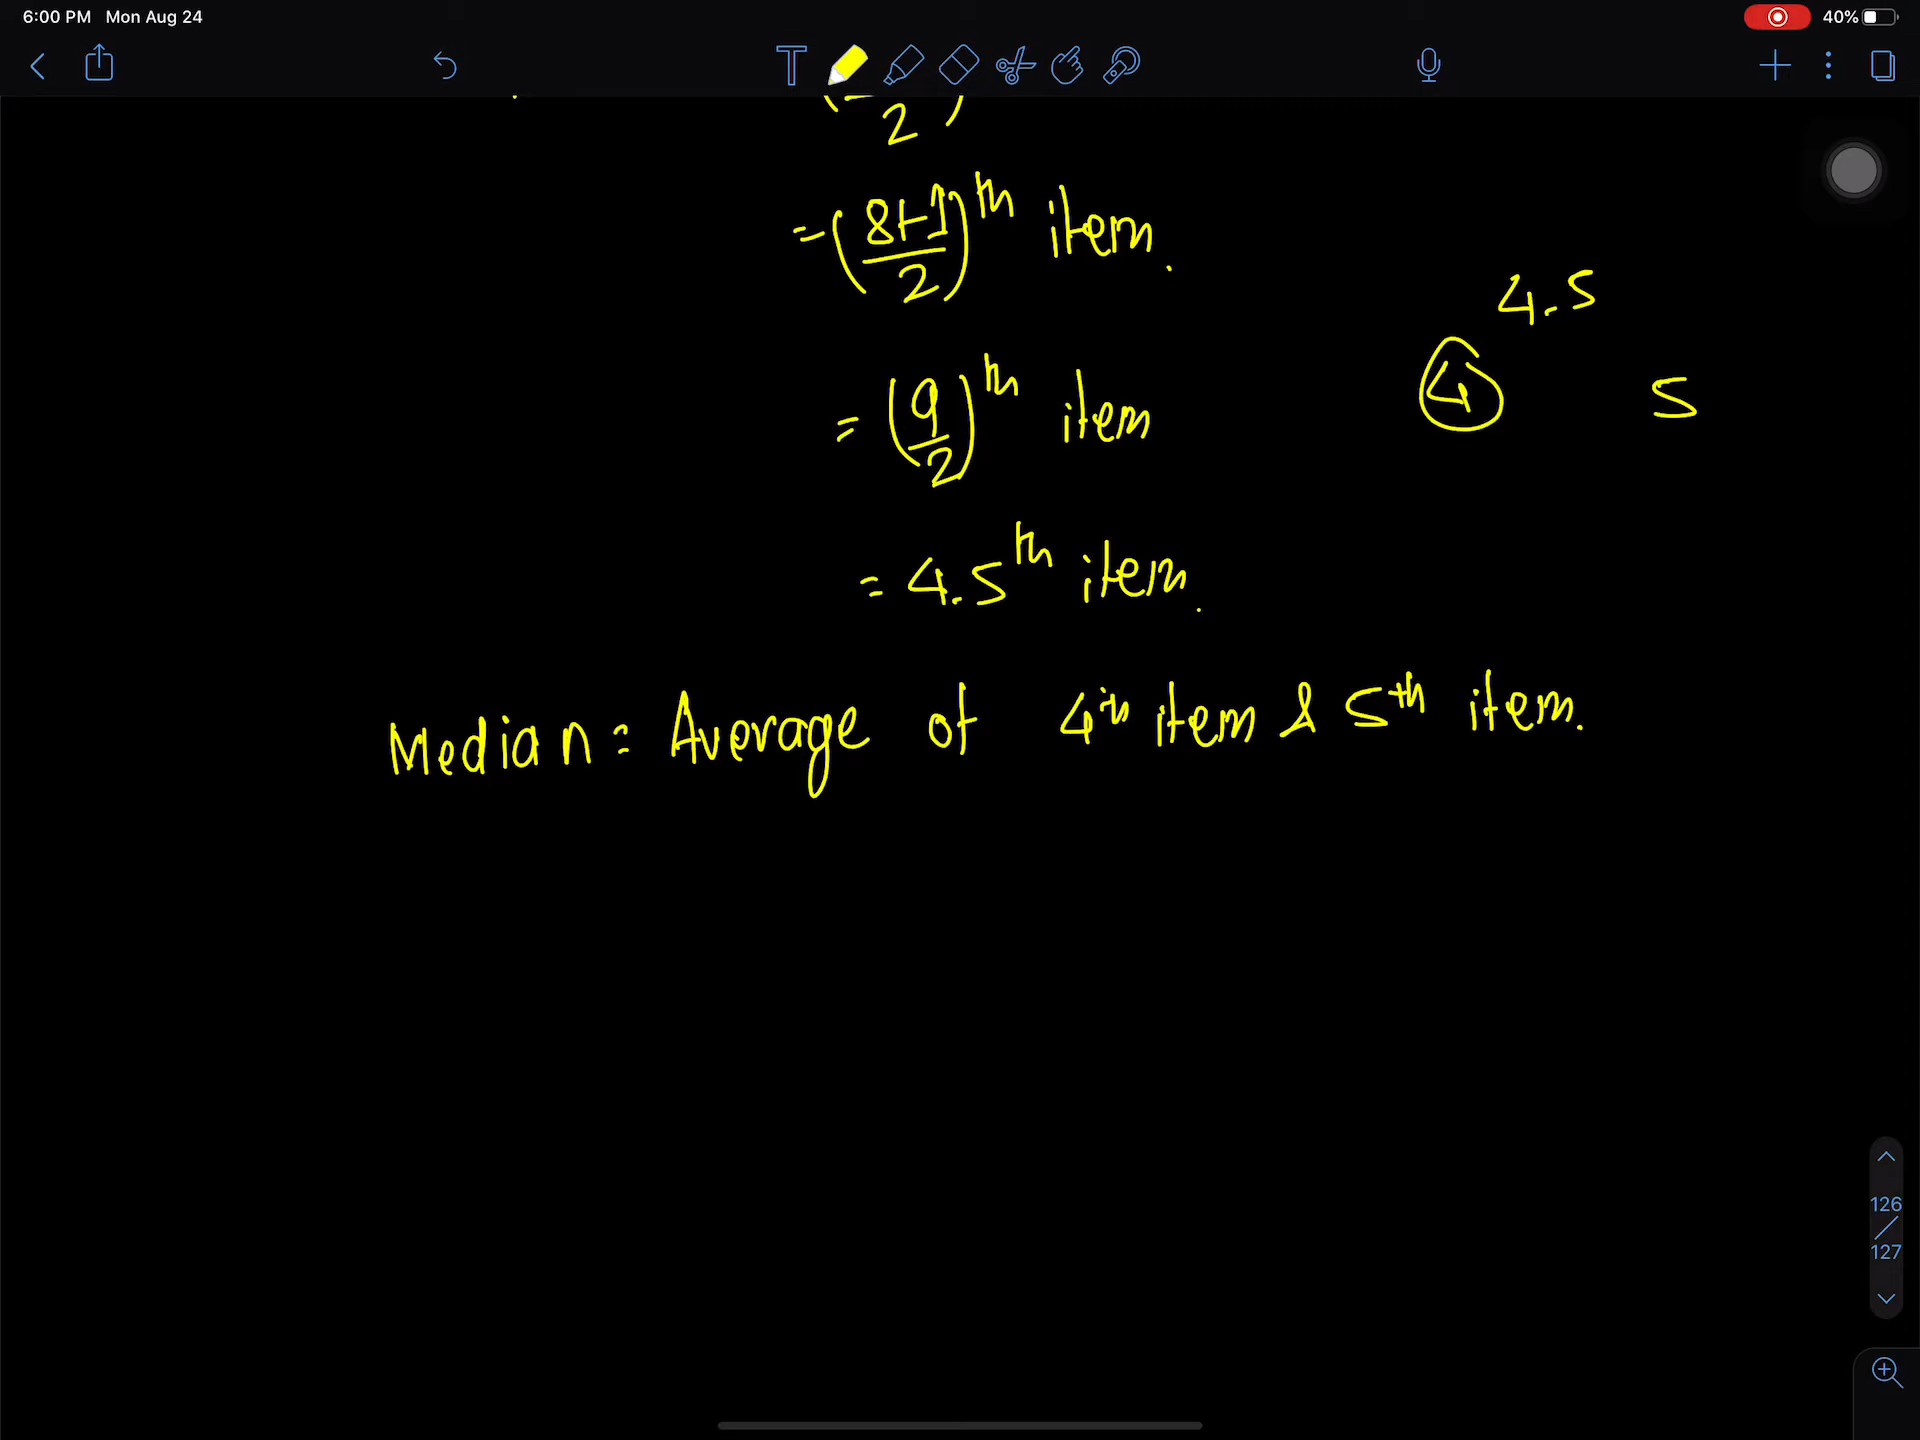 6:00 PM Mon Aug 24
40%
2
= (8+1/2)th item.
4.5
4
5
= (9/2)th item
= 4.5th item.
Median = Average of 4th item & 5th item.
126
127